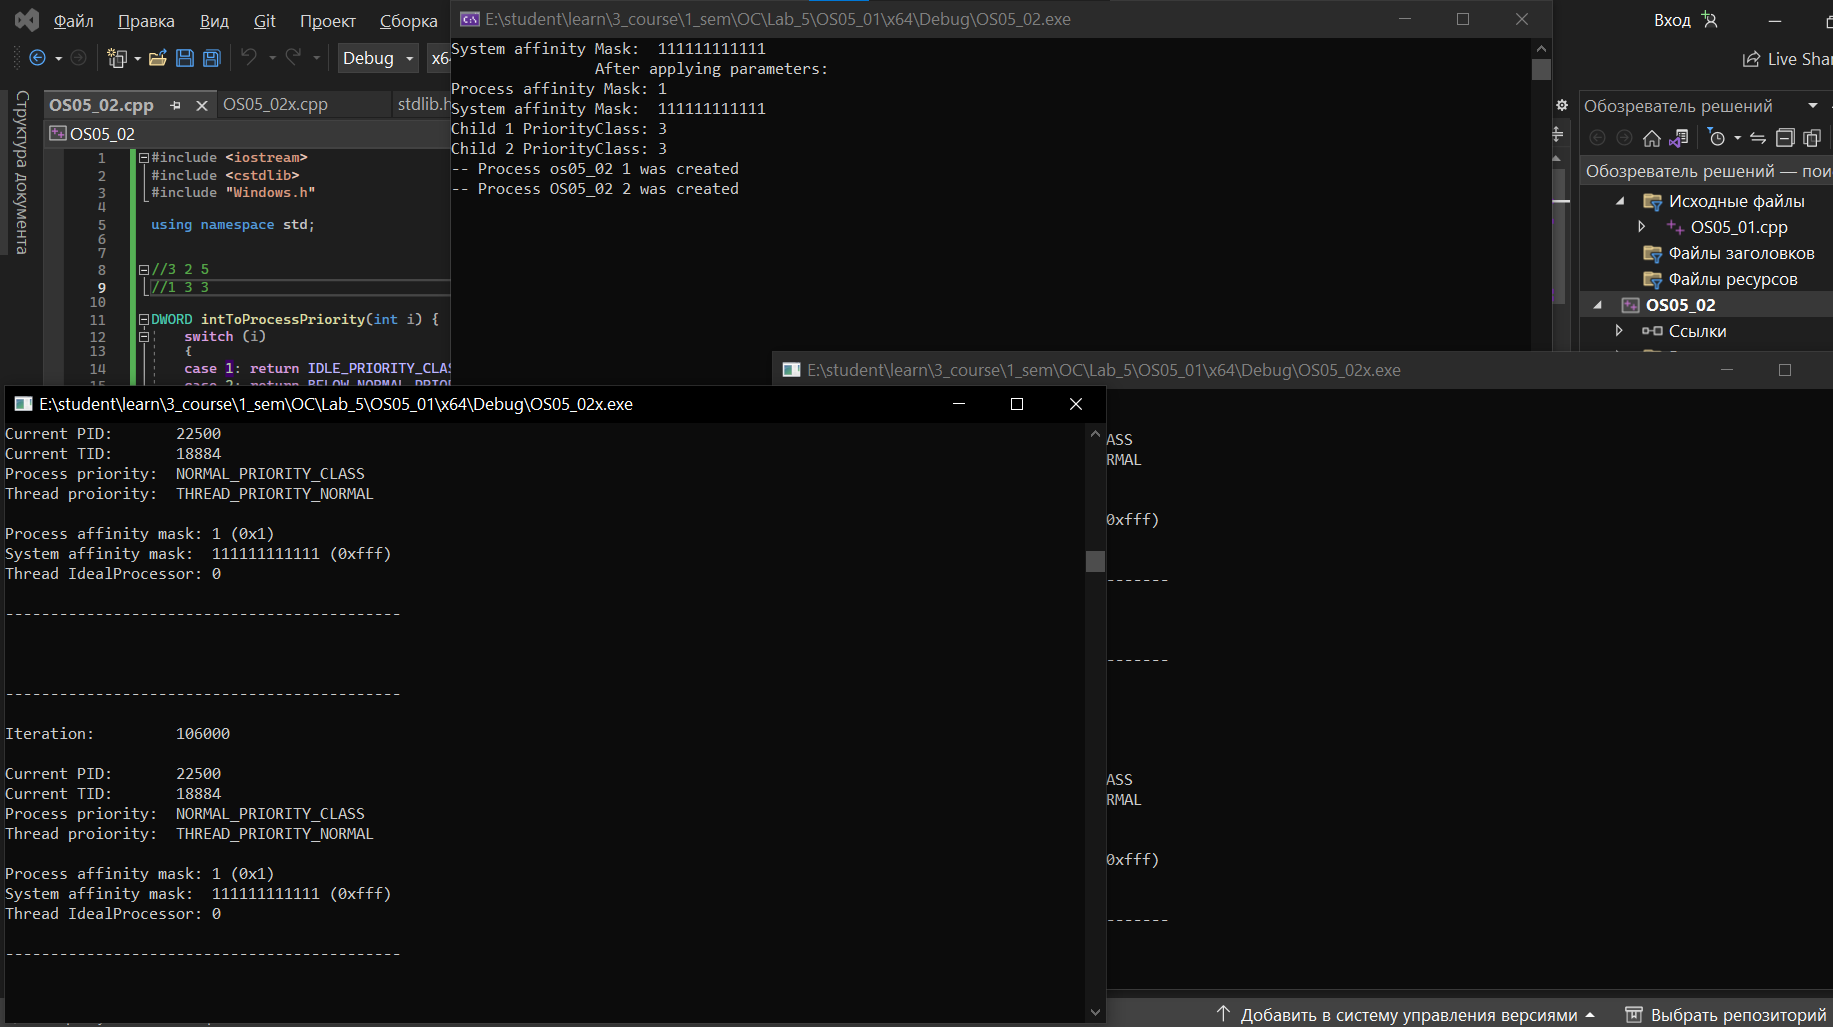 Файл Правка Вид Git Проект Сборка
E:\student\learn\3_course\1_sem\OC\Lab_5\OS05_01\x64\Debug\OS05_02.exe
Вход
Debug
Live
Структура документа
OS05_02.cpp OS05_02x.cpp stdlib.h
OS05_02
1 #include <iostream>
2 #include <cstdlib>
3 #include "Windows.h"
4
5 using namespace std;
6
7
8 //3 2 5
9 //1 3 3
10
11 DWORD intToProcessPriority(int i) {
12 switch (i)
13 {
14 case 1: return
System affinity Mask:  111111111111
After applying parameters:
Process affinity Mask: 1
System affinity Mask:  111111111111
Child 1 PriorityClass: 3
Child 2 PriorityClass: 3
-- Process os05_02 1 was created
-- Process OS05_02 2 was created
Обозреватель решений
Обозреватель решений —
Исходные файлы
OS05_01.cpp
Файлы заголовков
Файлы ресурсов
OS05_02
Ссылки
E:\student\learn\3_course\1_sem\OC\Lab_5\OS05_01\x64\Debug\OS05_02x.exe
ASS
RMAL
0xfff)
-------
-------
ASS
RMAL
0xfff)
-------
E:\student\learn\3_course\1_sem\OC\Lab_5\OS05_01\x64\Debug\OS05_02x.exe
Current PID: 22500
Current TID: 18884
Process priority: NORMAL_PRIORITY_CLASS
Thread proiority: THREAD_PRIORITY_NORMAL
Process affinity mask: 1 (0x1)
System affinity mask:  111111111111 (0xfff)
Thread IdealProcessor: 0
--------------------------------------------
--------------------------------------------
Iteration: 106000
Current PID: 22500
Current TID: 18884
Process priority: NORMAL_PRIORITY_CLASS
Thread proiority: THREAD_PRIORITY_NORMAL
Process affinity mask: 1 (0x1)
System affinity mask:  111111111111 (0xfff)
Thread IdealProcessor: 0
--------------------------------------------
Добавить в систему управления версиями
Выбрать репозиторий